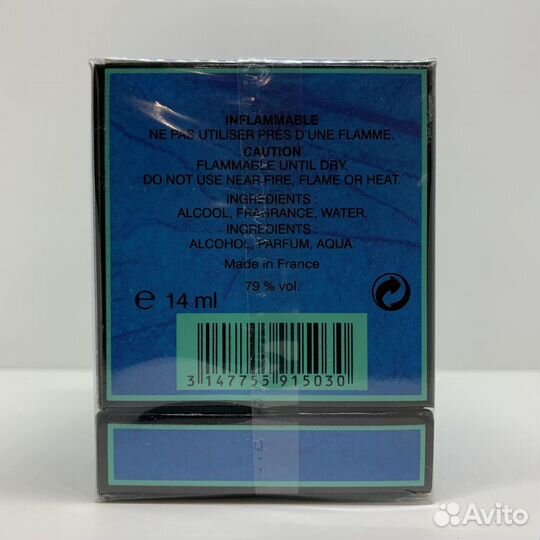 INFLAMMABLE
NE PAS UTILISER PRÉS D'UNE FLAMME.
CAUTION
FLAMMABLE UNTIL DRY.
DO NOT USE NEAR FIRE, FLAME OR HEAT.
INGREDIENTS :
ALCOOL, FRAGRANCE, WATER.
INGREDIENTS :
ALCOHOL, PARFUM, AQUA.
Made in France
79 % vol.
e 14 ml
3 147755 915030
Avito